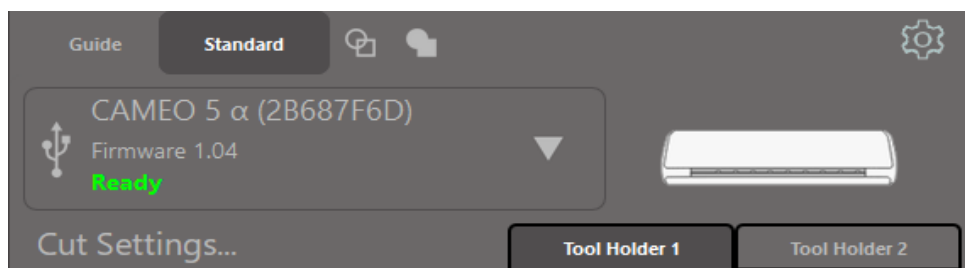 Guide Standard
CAMEO 5 α (2B687F6D)
Firmware 1.04
Ready
Cut Settings...
Tool Holder 1 Tool Holder 2